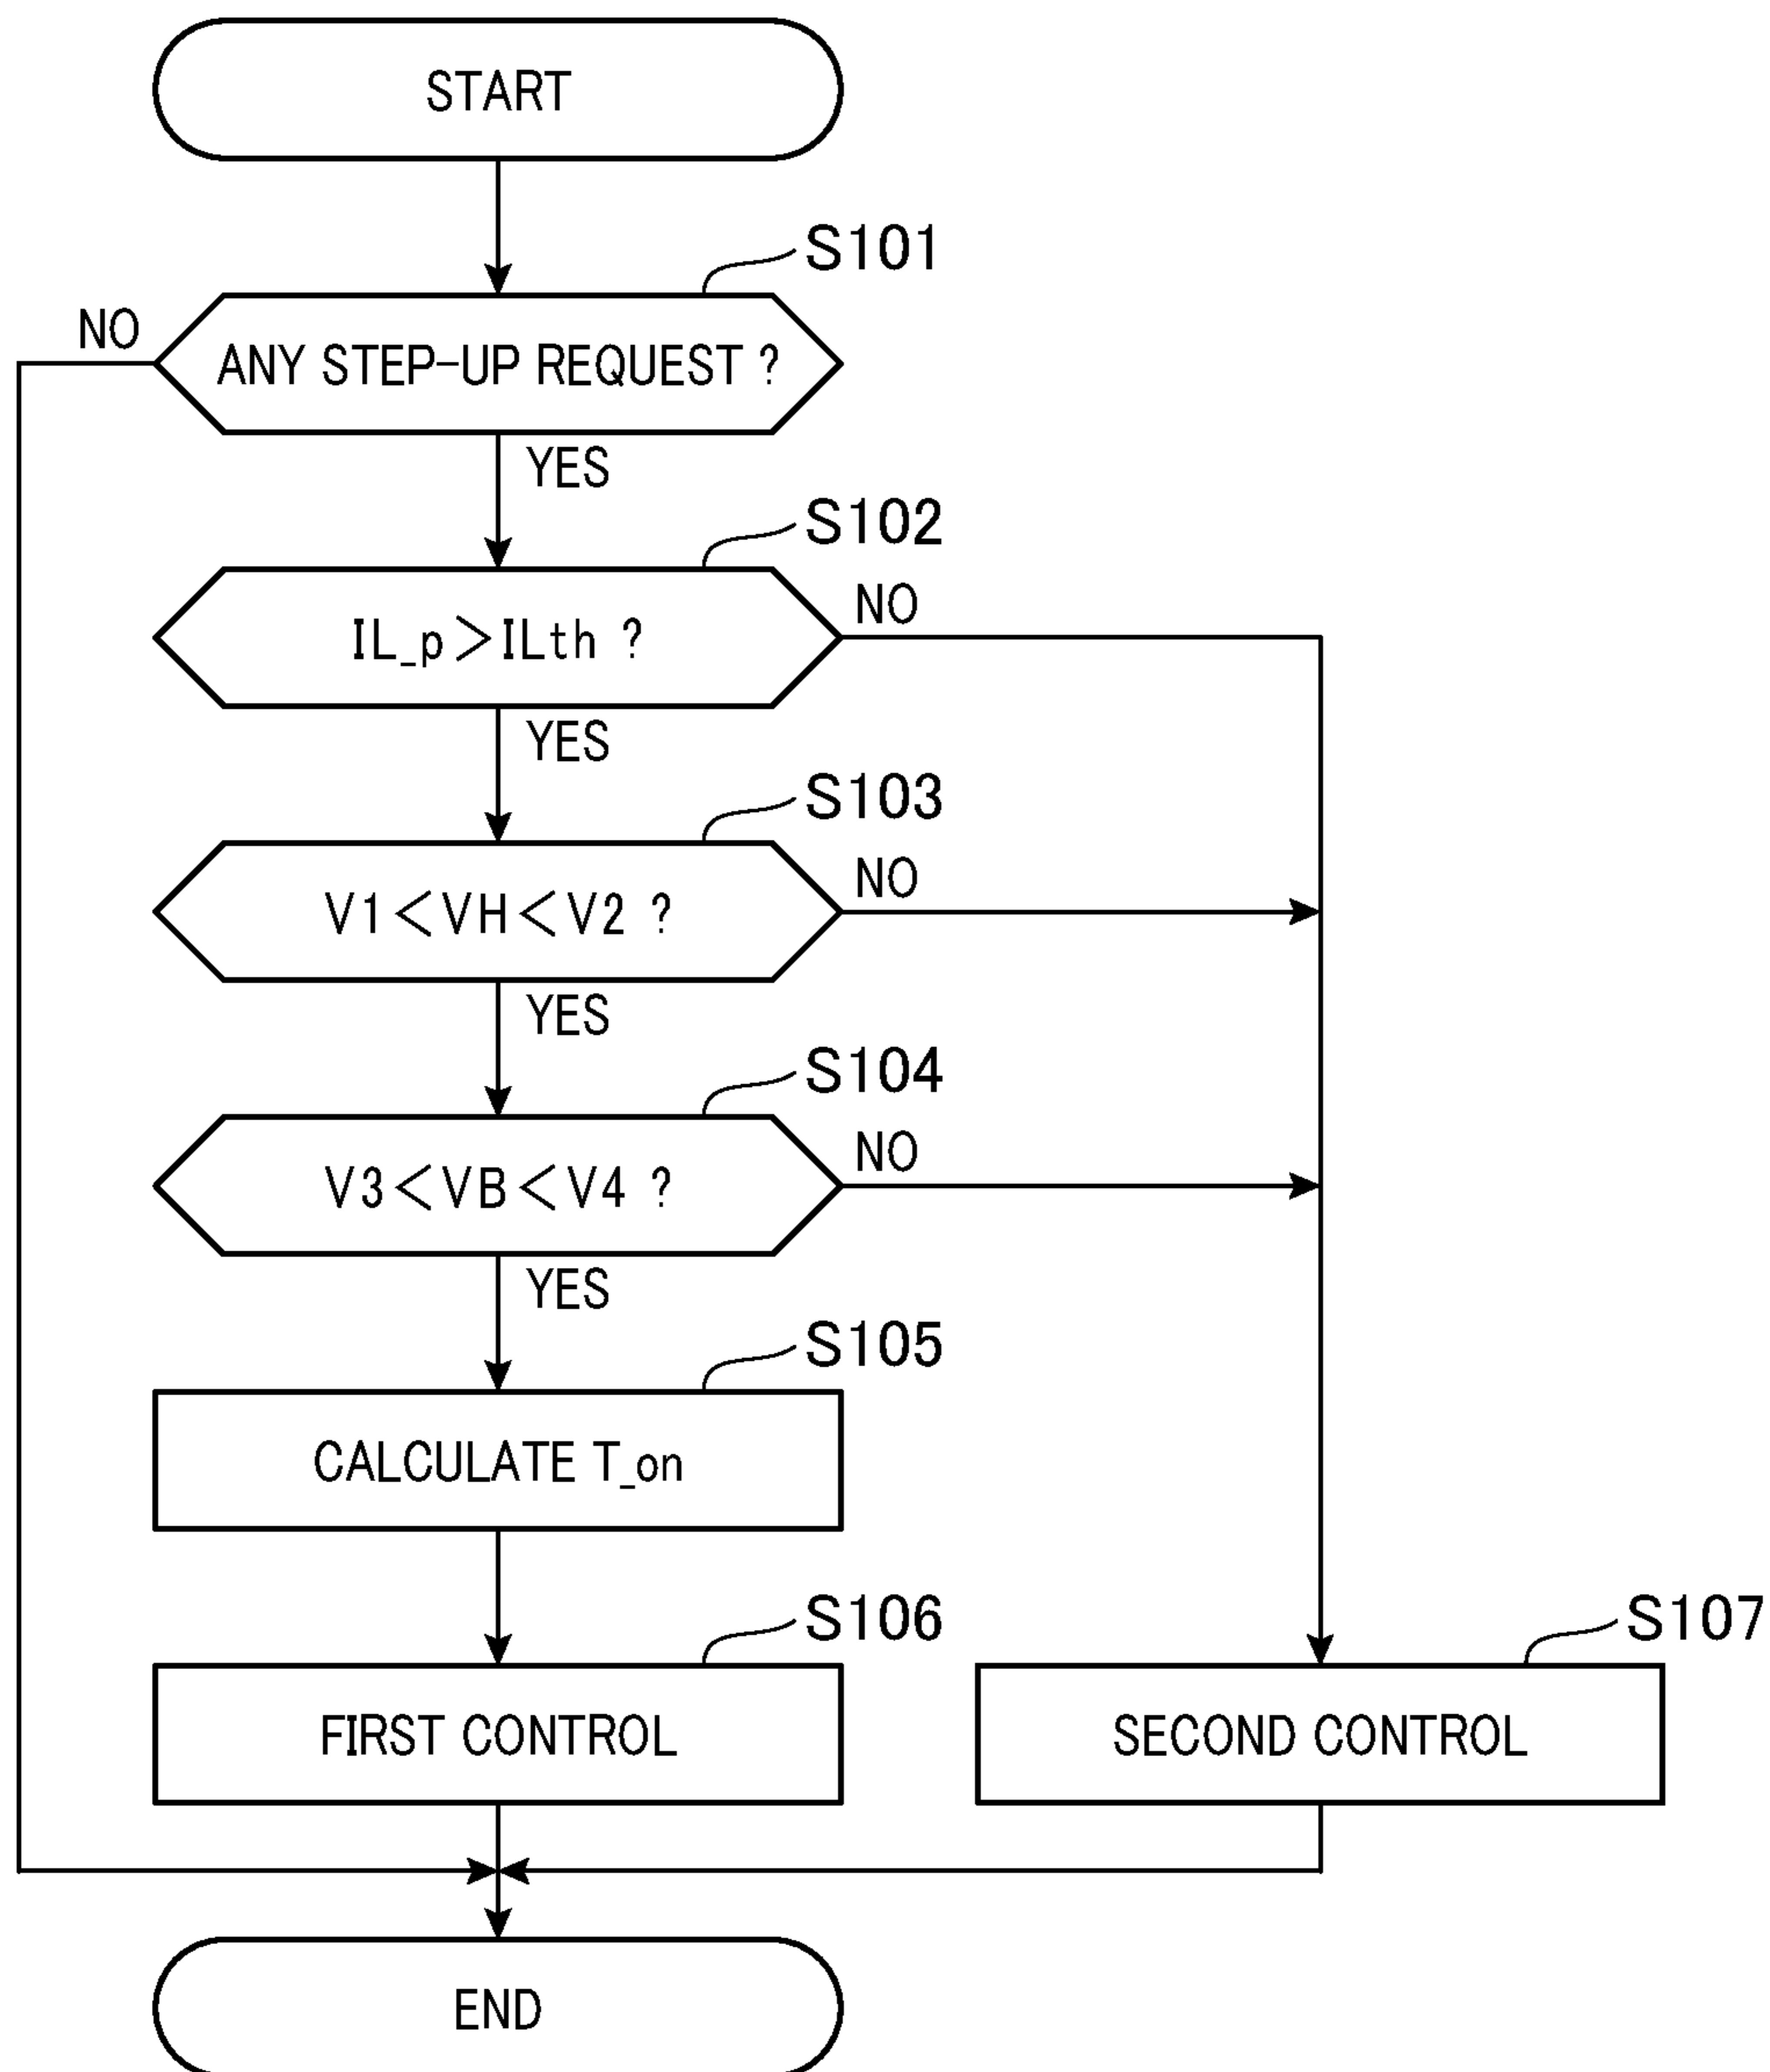 START
S101
NO
ANY STEP-UP REQUEST ?
YES
S102
NO
IL_p>ILth ?
YES
S103
NO
V1<VH<V2 ?
YES
S104
NO
V3<VB<V4 ?
YES
S105
CALCULATE T_on
S106
S107
FIRST CONTROL
SECOND CONTROL
END